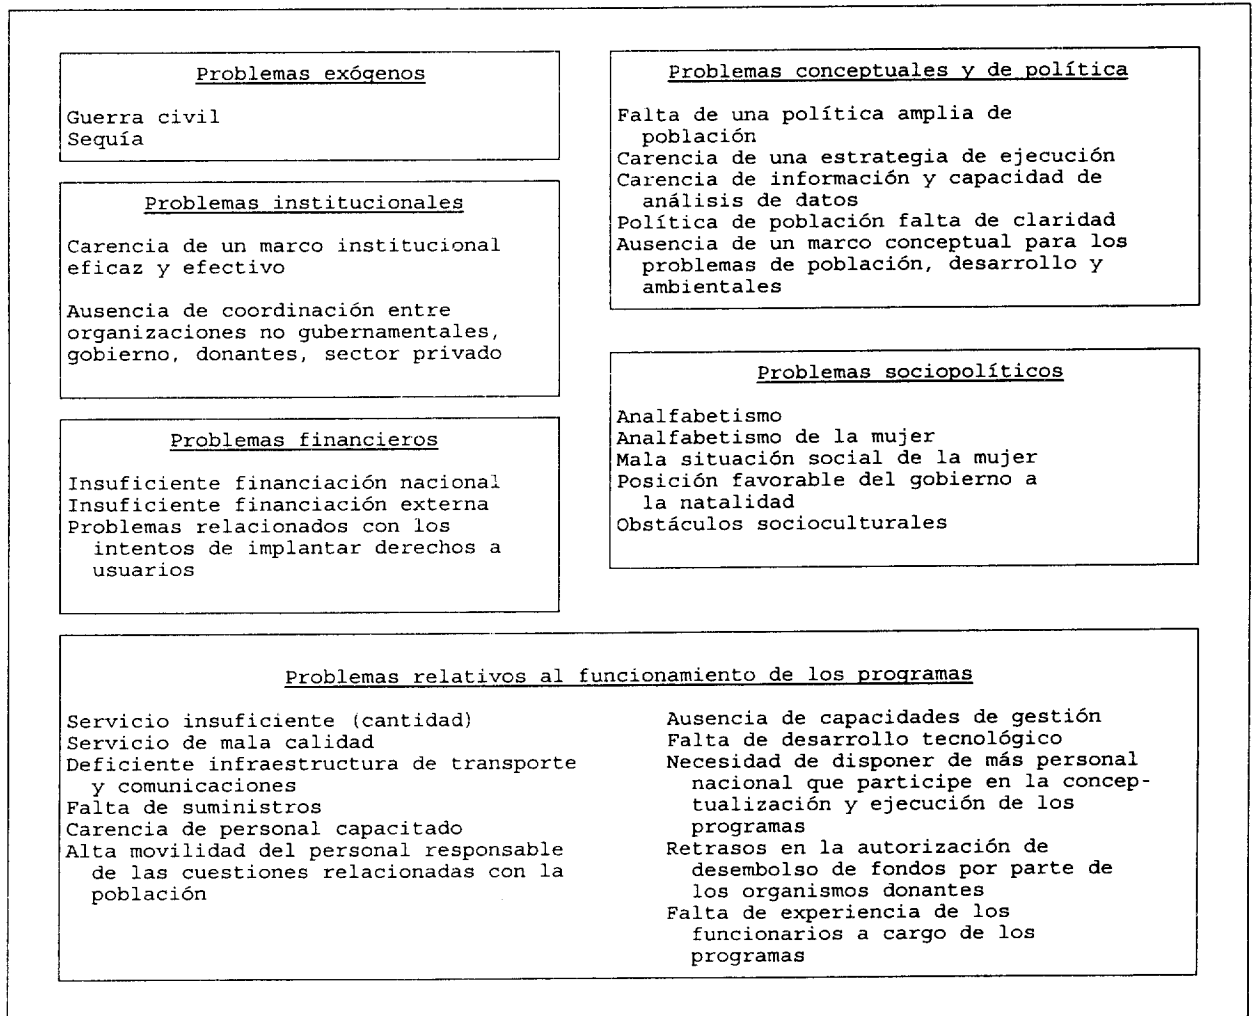 Problemas exógenos
Guerra civil
Sequía
Problemas institucionales
Carencia de un marco institucional
eficaz y efectivo
Ausencia de coordinación entre
organizaciones no gubernamentales,
gobierno, donantes, sector privado
Problemas financieros
Insuficiente financiación nacional
Insuficiente financiación externa
Problemas relacionados con los
intentos de implantar derechos a
usuarios
Problemas conceptuales y de política
Falta de una política amplia de
población
Carencia de una estrategia de ejecución
Carencia de información y capacidad de
análisis de datos
Política de población falta de claridad
Ausencia de un marco conceptual para los
problemas de población, desarrollo y
ambientales
Problemas sociopolíticos
Analfabetismo
Analfabetismo de la mujer
Mala situación social de la mujer
Posición favorable del gobierno a
la natalidad
Obstáculos socioculturales
Problemas relativos al funcionamiento de los programas
Servicio insuficiente (cantidad)
Servicio de mala calidad
Deficiente infraestructura de transporte
y comunicaciones
Falta de suministros
Carencia de personal capacitado
Alta movilidad del personal responsable
de las cuestiones relacionadas con la
población
Ausencia de capacidades de gestión
Falta de desarrollo tecnológico
Necesidad de disponer de más personal
nacional que participe en la concep-
tualización y ejecución de los
programas
Retrasos en la autorización de
desembolso de fondos por parte de
los organismos donantes
Falta de experiencia de los
funcionarios a cargo de los
programas